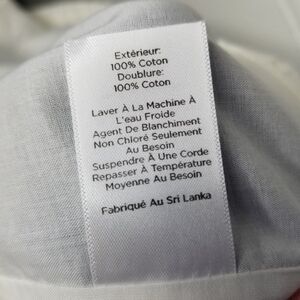 Extérieur:
100% Coton
Doublure:
100% Coton
Laver À La Machine À
L'eau Froide
Agent De Blanchiment
Non Chloré Seulement
Au Besoin
Suspendre À Une Corde
Repasser À Température
Moyenne Au Besoin
Fabriqué Au Sri Lanka